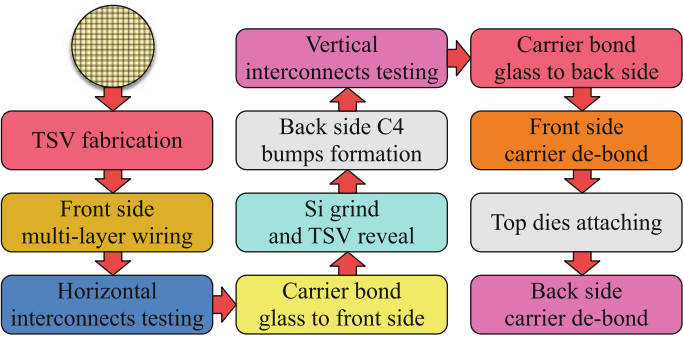 TSV fabrication
Front side
multi-layer wiring
Horizontal
interconnects testing
Carrier bond
glass to front side
Si grind
and TSV reveal
Back side C4
bumps formation
Vertical
interconnects testing
Carrier bond
glass to back side
Front side
carrier de-bond
Top dies attaching
Back side
carrier de-bond